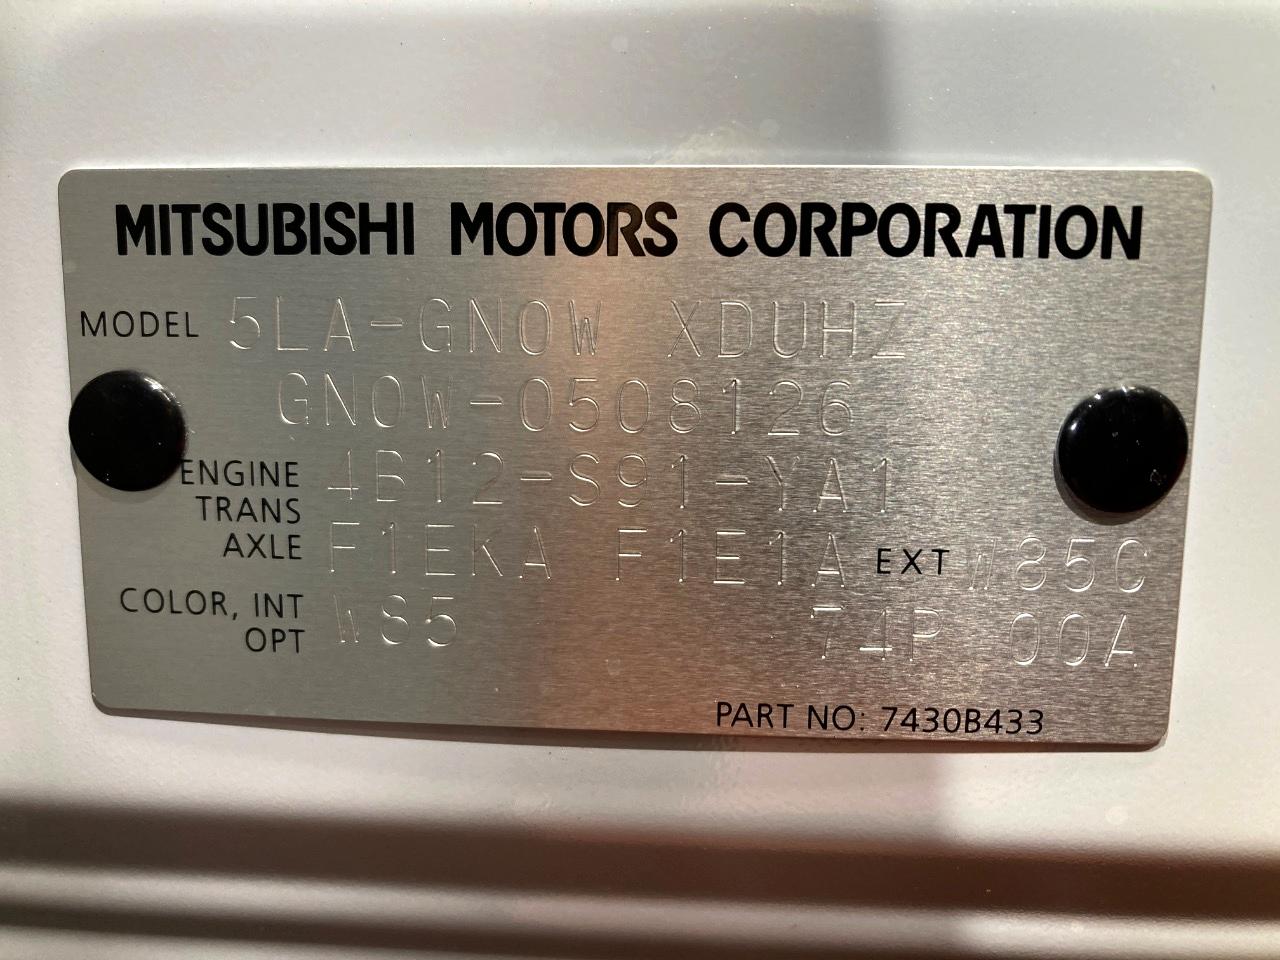 MITSUBISHI MOTORS CORPORATION
MODEL 5LA-GN0W XDUHZ
GN0W-0508126
ENGINE 4B12-S91-YA1
TRANS
AXLE F1EKA F1E1A EXT W85C
COLOR, INT W85 74P 00A
OPT
PART NO: 7430B433